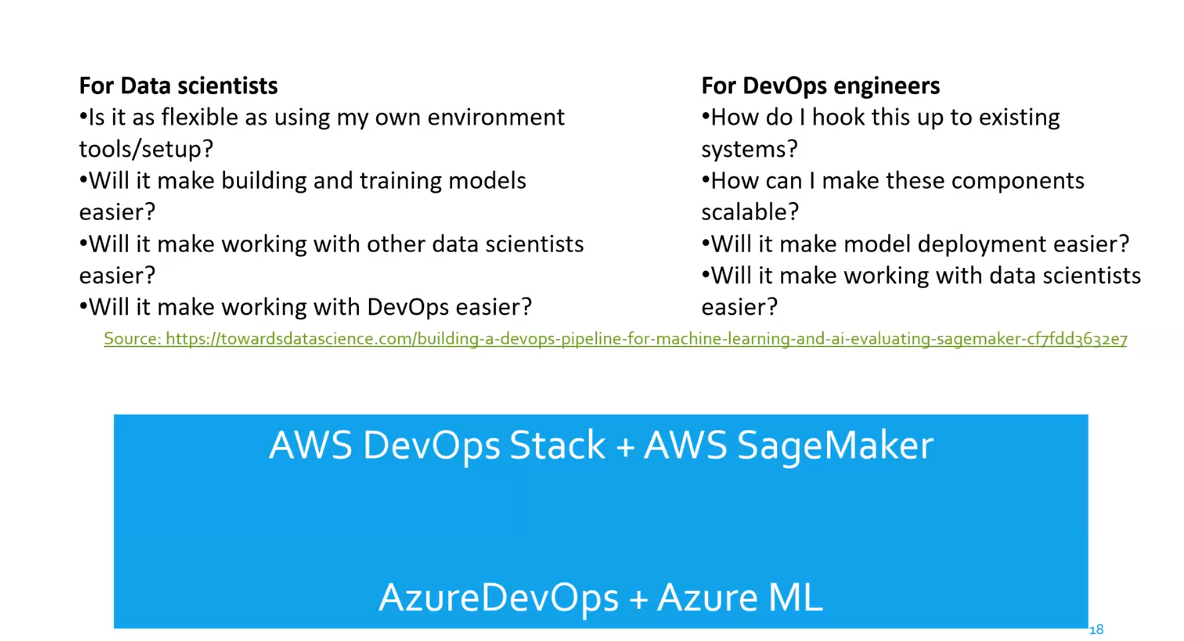 For Data scientists
•Is it as flexible as using my own environment
tools/setup?
•Will it make building and training models
easier?
•Will it make working with other data scientists
easier?
•Will it make working with DevOps easier?
For DevOps engineers
•How do I hook this up to existing
systems?
•How can I make these components
scalable?
•Will it make model deployment easier?
•Will it make working with data scientists
easier?
Source: https://towardsdatascience.com/building-a-devops-pipeline-for-machine-learning-and-ai-evaluating-sagemaker-cf7fdd3632e7
AWS DevOps Stack + AWS SageMaker
AzureDevOps + Azure ML
18